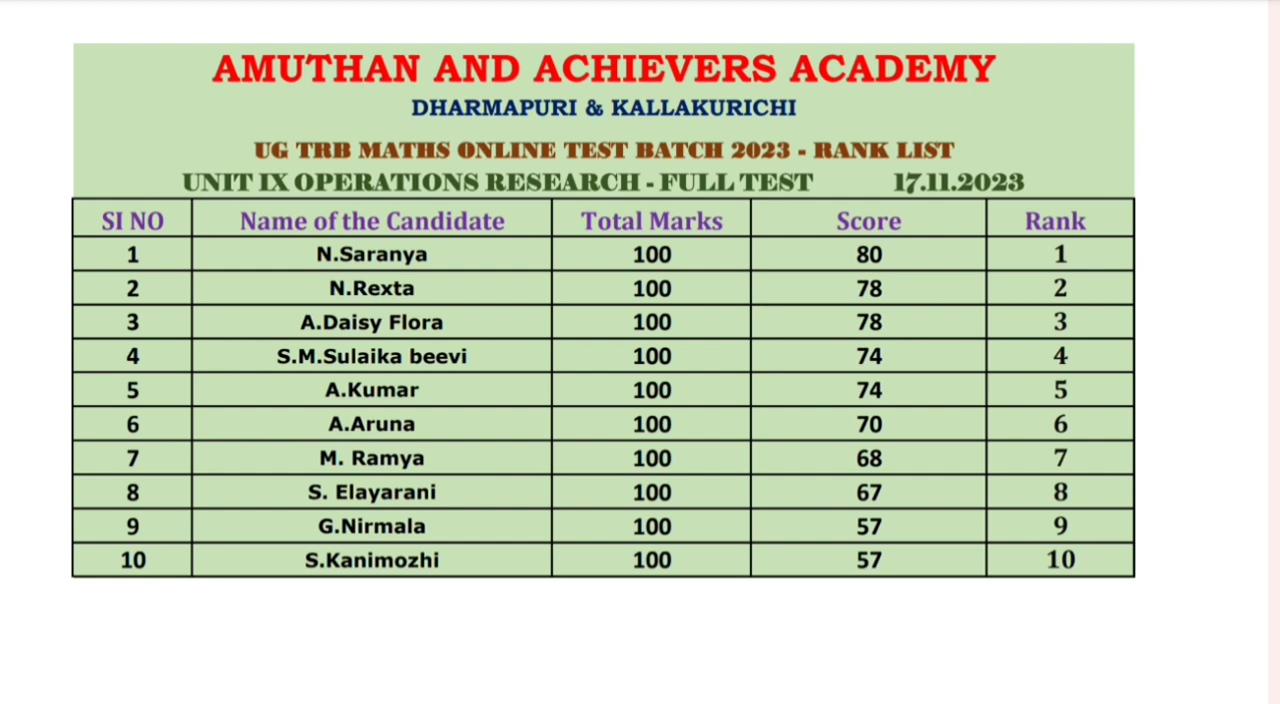 AMUTHAN AND ACHIEVERS ACADEMY
DHARMAPURI & KALLAKURICHI
UG TRB MATHS ONLINE TEST BATCH 2023 - RANK LIST
UNIT IX OPERATIONS RESEARCH - FULL TEST 17.11.2023
SI NO Name of the Candidate Total Marks Score Rank
1 N.Saranya 100 80 1
2 N.Rexta 100 78 2
3 A.Daisy Flora 100 78 3
4 S.M.Sulaika beevi 100 74 4
5 A.Kumar 100 74 5
6 A.Aruna 100 70 6
7 M. Ramya 100 68 7
8 S. Elayarani 100 67 8
9 G.Nirmala 100 57 9
10 S.Kanimozhi 100 57 10